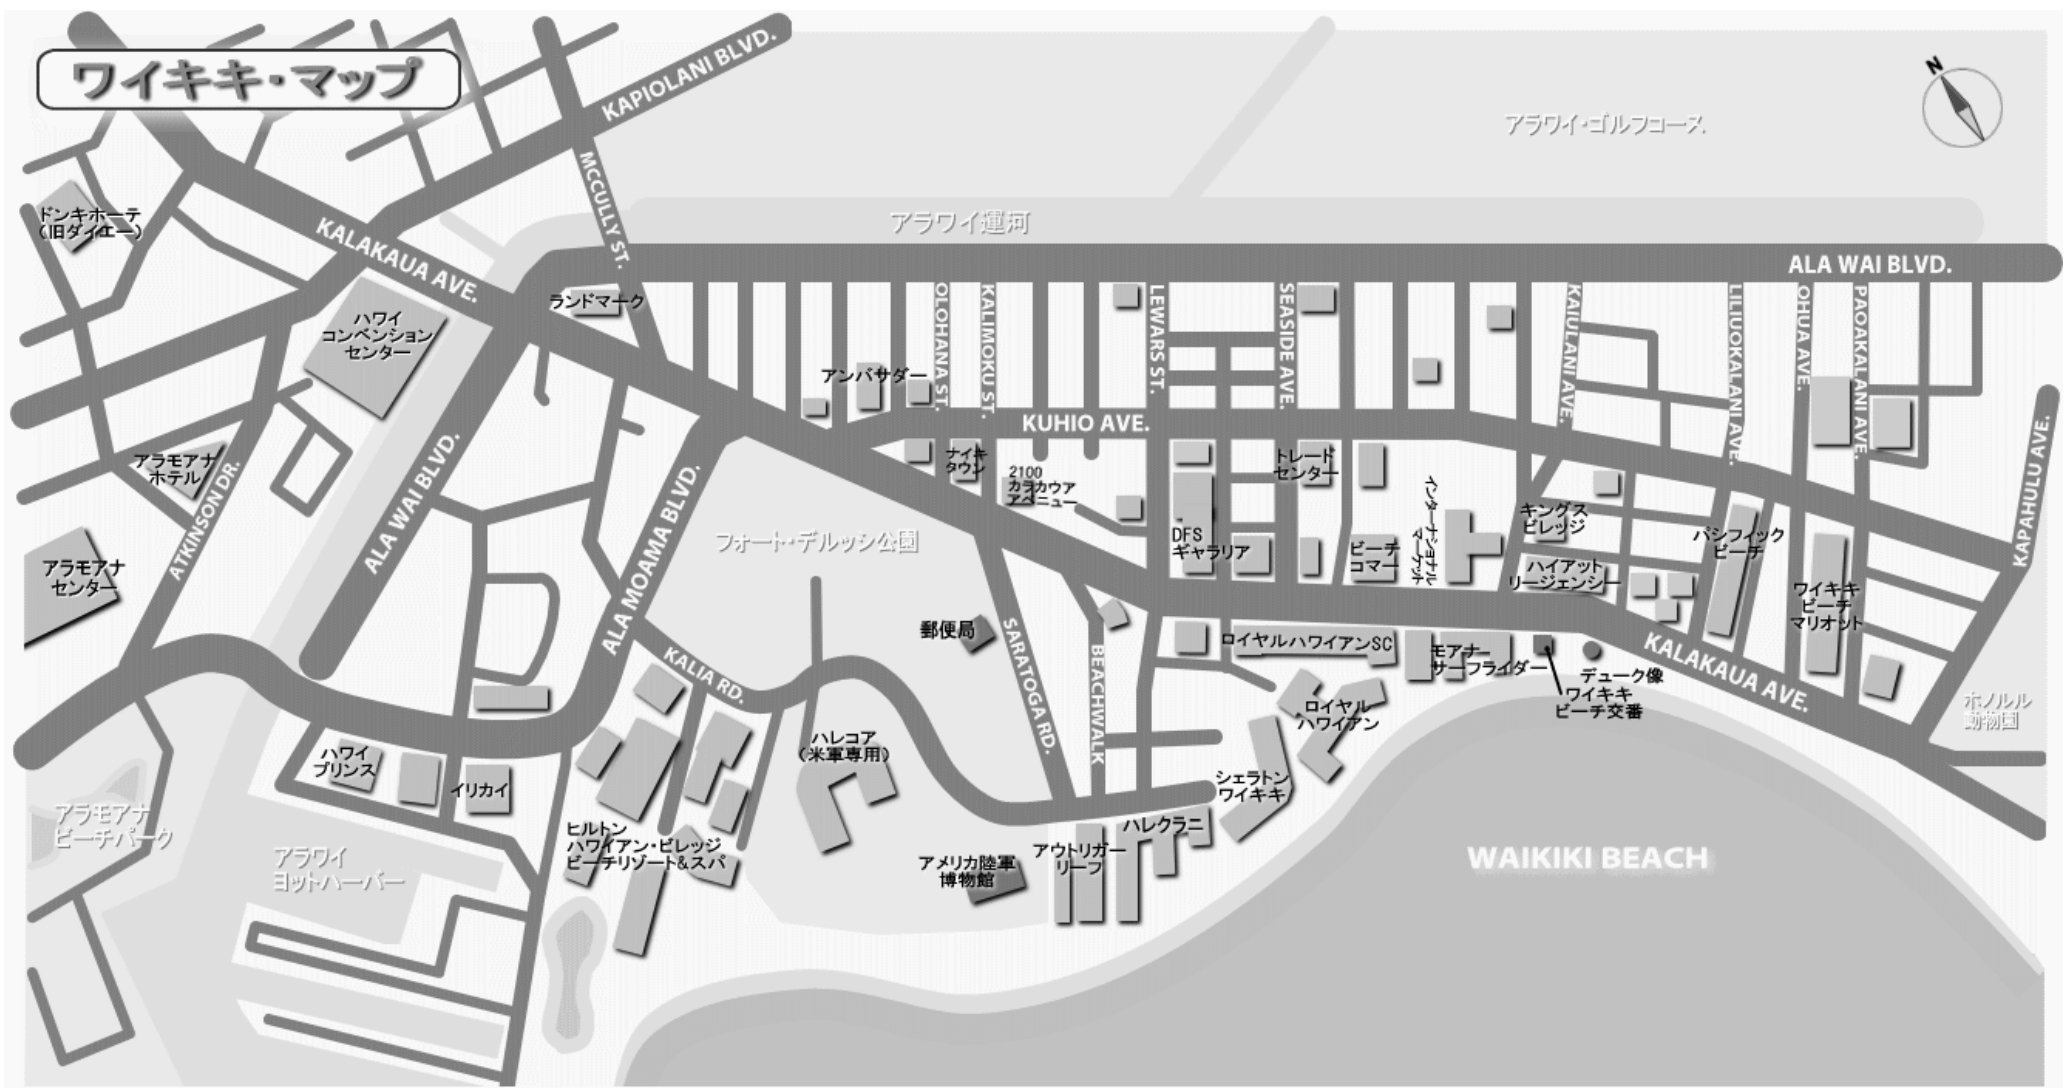 ワイキキ・マップ
KAPIOLANI BLVD.
N
アラワイ・ゴルフコース
MCCULLY ST.
ドンキホーテ
(旧ダイエー)
KALAKAUA AVE.
アラワイ運河
ALA WAI BLVD.
ハワイ
コンベンション
センター
ランドマーク
アンバサダー
OLOHANA ST.
KALIMOKU ST.
LEWARS ST.
SEASIDE AVE.
KAIULANI AVE.
LILIUOKALANI AVE.
OHUA AVE.
PAOAKALANI AVE.
KUHIO AVE.
KAPAHULU AVE.
アラモアナ
ホテル
ATKINSON DR.
ALA WAI BLVD.
ALA MOAMA BLVD.
ナイキ
タウン
2100
カラカウア
アベニュー
トレード
センター
インターナショナル
マーケット
キングス
ビレッジ
パシフィック
ビーチ
アラモアナ
センター
フォート・デルッシ公園
DFS
ギャラリア
ビーチ
コマー
ハイアット
リージェンシー
ワイキキ
ビーチ
マリオット
郵便局
SARATOGA RD.
BEACHWALK
KALIA RD.
ロイヤルハワイアンSC
モアナ
サーフライダー
デューク像
ワイキキ
ビーチ交番
KALAKAUA AVE.
ホノルル
動物園
ロイヤル
ハワイアン
ハワイ
プリンス
イリカイ
ハレコア
(米軍専用)
シェラトン
ワイキキ
アラモアナ
ビーチパーク
アラワイ
ヨットハーバー
ヒルトン
ハワイアン・ビレッジ
ビーチリゾート&スパ
アメリカ陸軍
博物館
アウトリガー
リーフ
ハレクラニ
WAIKIKI BEACH